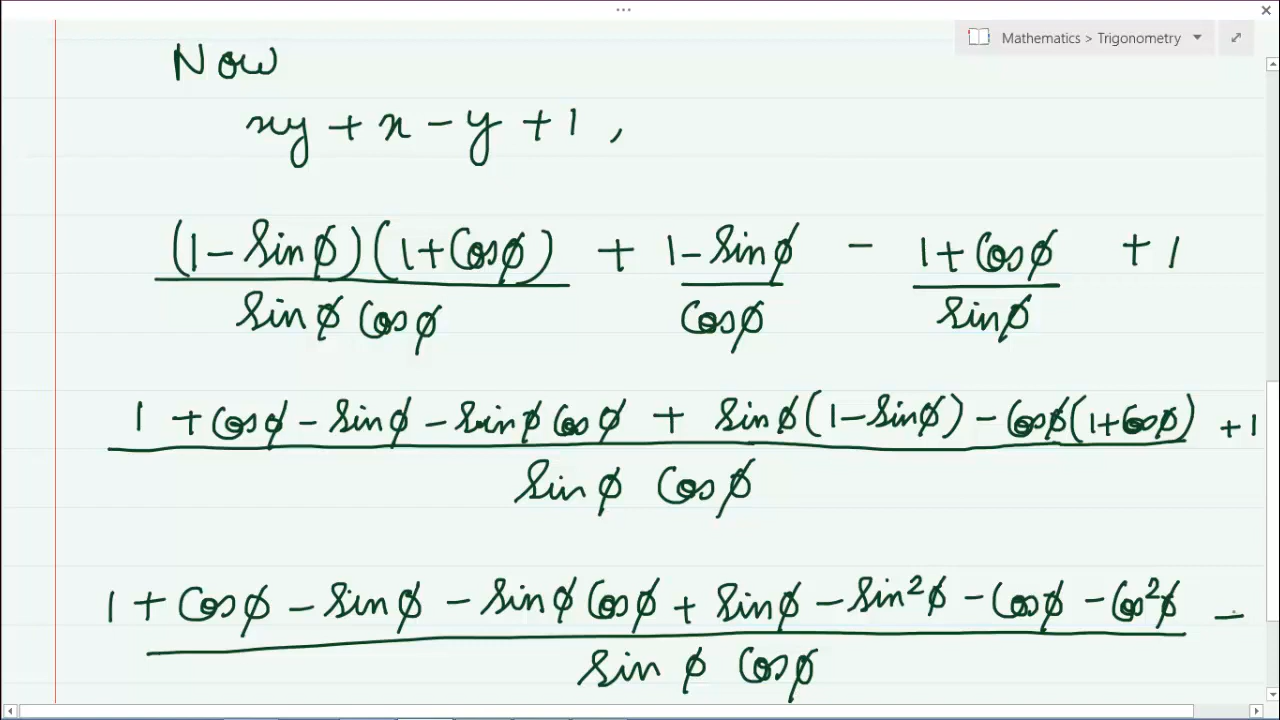 ...
Mathematics > Trigonometry
Now
xy + x - y + 1 ,
(1 - sinϕ)(1 + cosϕ) / sinϕ cosϕ + 1 - sinϕ / cosϕ - 1 + cosϕ / sinϕ + 1
1 + cosϕ - sinϕ - sinϕ cosϕ + sinϕ(1 - sinϕ) - cosϕ(1 + cosϕ) + 1
sinϕ cosϕ
1 + cosϕ - sinϕ - sinϕ cosϕ + sinϕ - sin²ϕ - cosϕ - cos²ϕ -
sin ϕ cosϕ